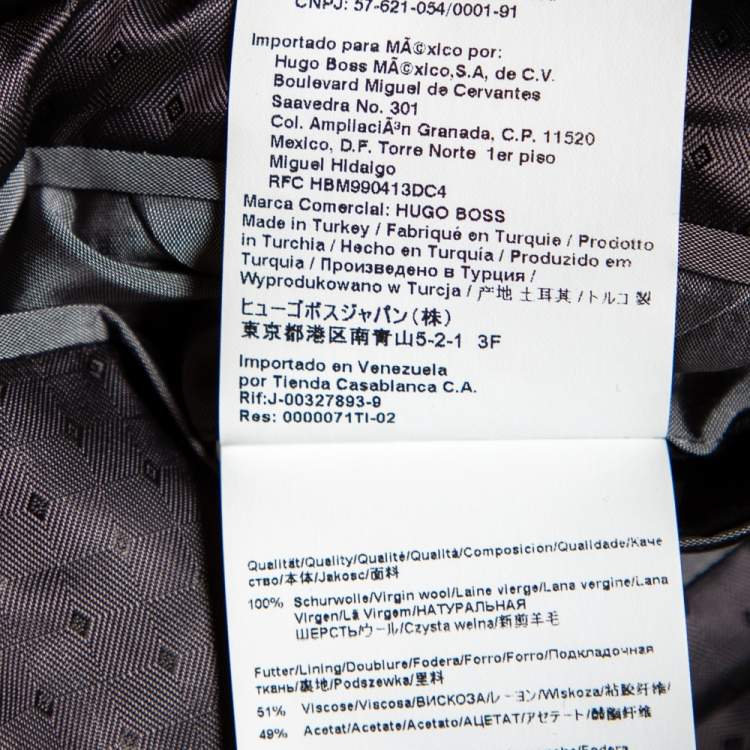 CNPJ: 57-621-054/0001-91
Importado para MÃ©xico por:
Hugo Boss MÃ©xico,S.A, de C.V.
Boulevard Miguel de Cervantes
Saavedra No. 301
Col. AmpliaciÃ³n Granada, C.P. 11520
Mexico, D.F. Torre Norte 1er piso
Miguel Hidalgo
RFC HBM990413DC4
Marca Comercial: HUGO BOSS
Made in Turkey / Fabriqué en Turquie / Prodotto
in Turchia / Hecho en Turquía / Produzido em
Turquia / Произведено в Турция /
Wyprodukowano w Turcja / 产地 土耳其 / トルコ 製
ヒューゴボスジャパン(株)
東京都港区南青山5-2-1 3F
Importado en Venezuela
por Tienda Casablanca C.A.
Rif:J-00327893-9
Res: 0000071TI-02
Qualität/Quality/Qualité/Qualità/Composicion/Qualidade/Каче
ство/本体/Jakosc/面料
100% Schurwolle/Virgin wool/Laine vierge/Lana vergine/Lana
Virgen/Lã Virgem/НАТУРАЛЬНАЯ
ШЕРСТЬ/ウール/Czysta welna/新剪羊毛
Futter/Lining/Doublure/Fodera/Forro/Forro/Подкладочная
ткань/裏地/Podszewka/里料
51% Viscose/Viscosa/ВИСКОЗА/レーヨン/Wiskoza/粘胶纤维/
49% Acetat/Acetate/Acetato/АЦЕТАТ/アセテート/醋酯纤维